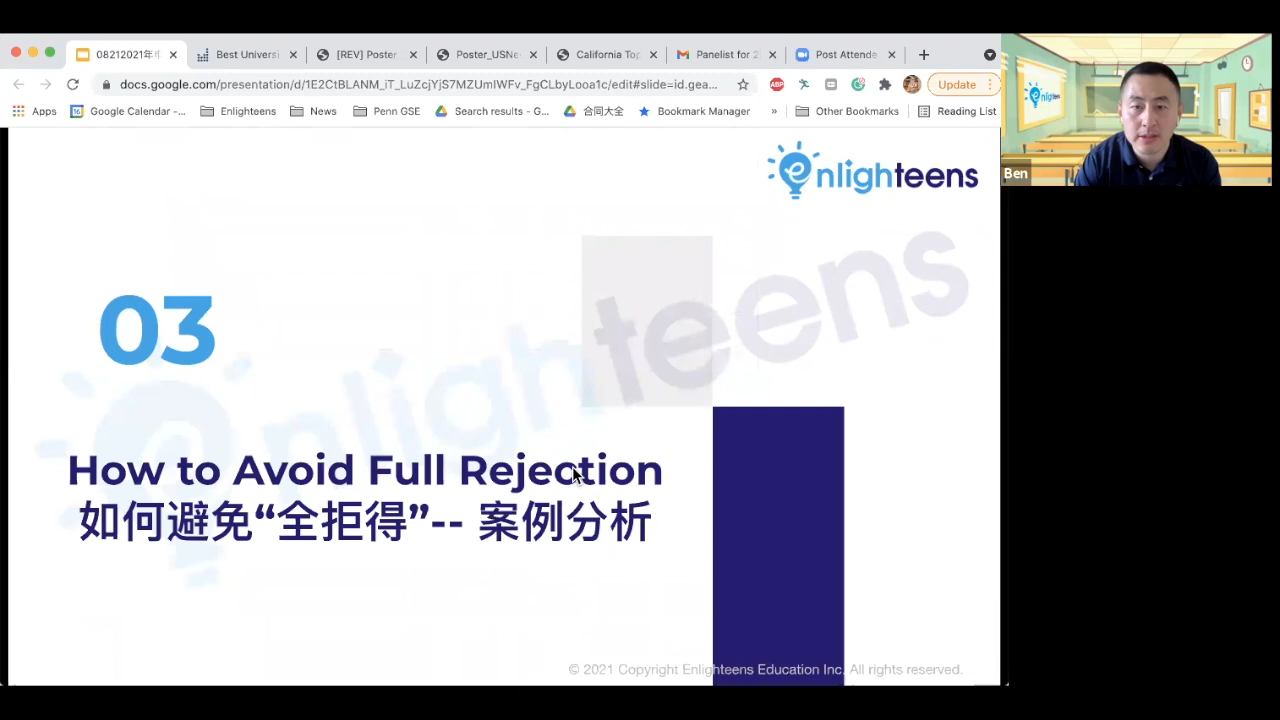 08212021年
Best Universi
[REV] Poster
Poster_USNe
California Top
Panelist for 2
Post Attende
docs.google.com/presentation/d/1E2CtBLANM_iT_LuZAYjS7MZUmIWFv_FgCLbyLooa1c/edit#slide=id.gea...
ABP
Update
Apps
16
Google Calendar -...
Enlighteens
News
Penn GSE
Search results - G...
合同大全
Bookmark Manager
»
Other Bookmarks
Reading List
enlighteens
Ben
enlighteens
03
How to Avoid Full Rejection
如何避免“全拒得”-- 案例分析
© 2021 Copyright Enlighteens Education Inc. All rights reserved.